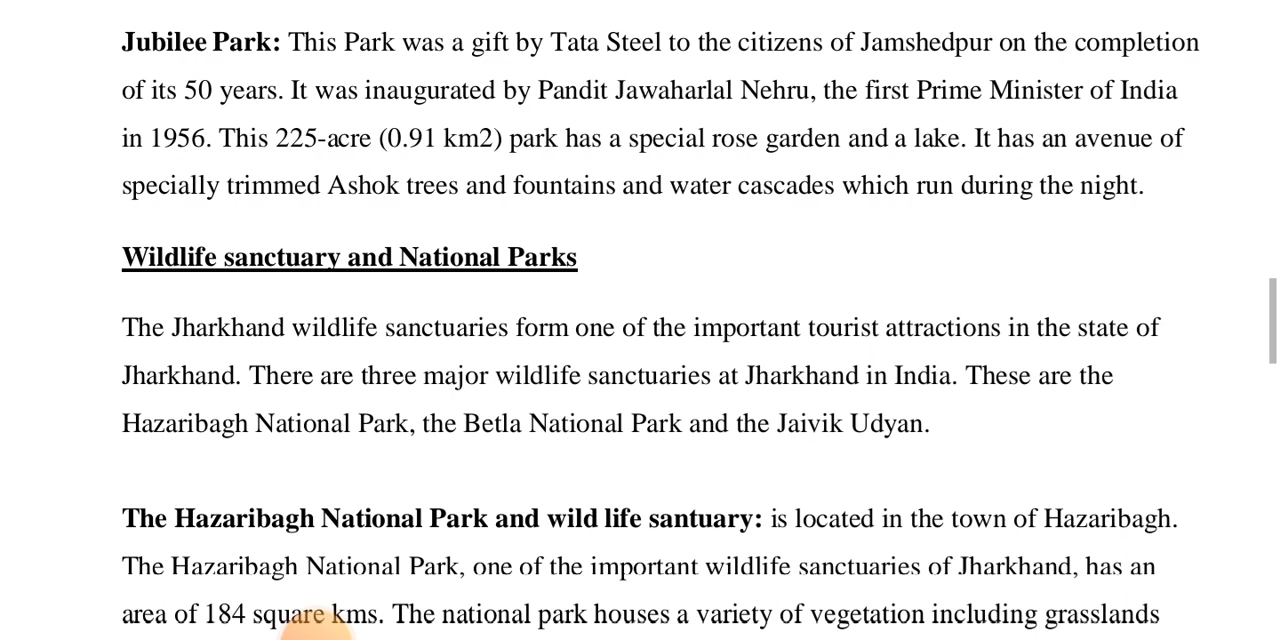 Jubilee Park: This Park was a gift by Tata Steel to the citizens of Jamshedpur on the completion
of its 50 years. It was inaugurated by Pandit Jawaharlal Nehru, the first Prime Minister of India
in 1956. This 225-acre (0.91 km2) park has a special rose garden and a lake. It has an avenue of
specially trimmed Ashok trees and fountains and water cascades which run during the night.
Wildlife sanctuary and National Parks
The Jharkhand wildlife sanctuaries form one of the important tourist attractions in the state of
Jharkhand. There are three major wildlife sanctuaries at Jharkhand in India. These are the
Hazaribagh National Park, the Betla National Park and the Jaivik Udyan.
The Hazaribagh National Park and wild life santuary: is located in the town of Hazaribagh.
The Hazaribagh National Park, one of the important wildlife sanctuaries of Jharkhand, has an
area of 184 square kms. The national park houses a variety of vegetation including grasslands